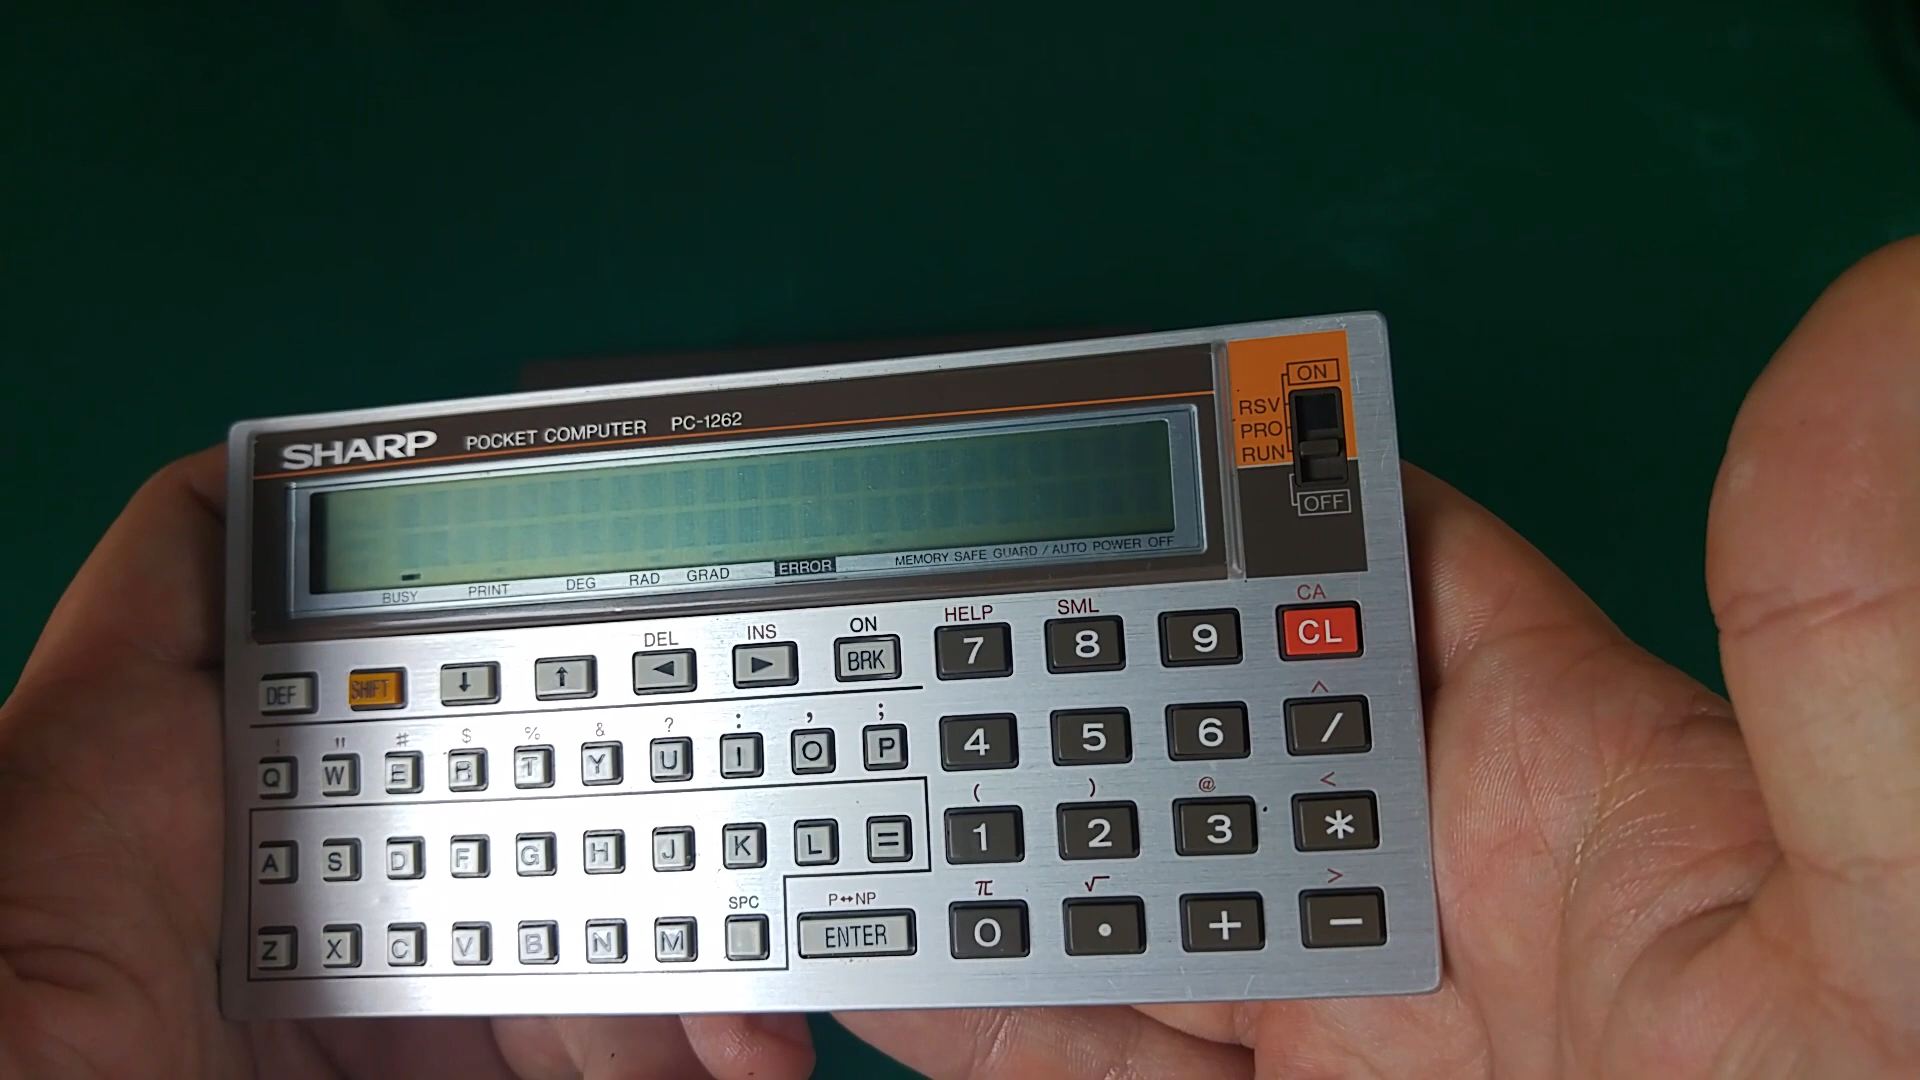 SHARP POCKET COMPUTER PC-1262
ON
RSV
PRO
RUN
OFF
BUSY PRINT DEG RAD GRAD ERROR MEMORY SAFE GUARD / AUTO POWER OFF
DEL INS ON HELP SML CA
DEF SHIFT ↓ ↑ ◄ ► BRK 7 8 9 CL
! " # $ % & ? : , ; ^
Q W E R T Y U I O P 4 5 6 /
( ) @ <
A S D F G H J K L = 1 2 3 *
SPC P↔NP π √ >
Z X C V B N M ENTER 0 • + −